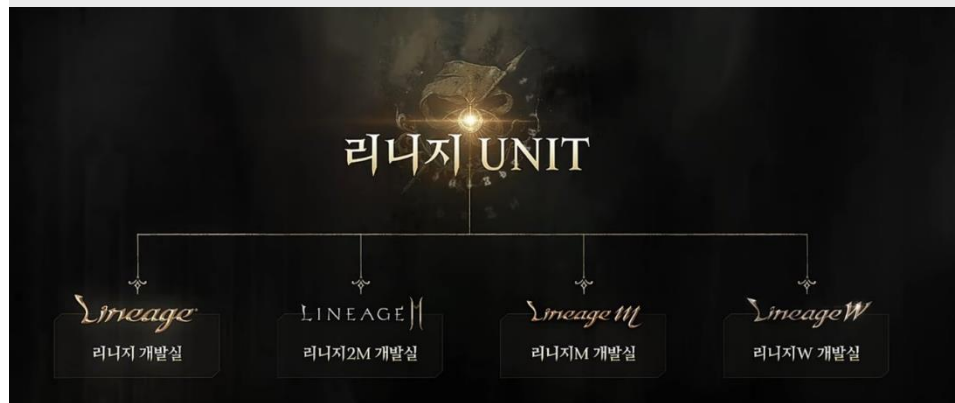 리니지 UNIT
Lineage
리니지 개발실
LINEAGE M
리니지2M 개발실
Lineage M
리니지M 개발실
Lineage W
리니지W 개발실